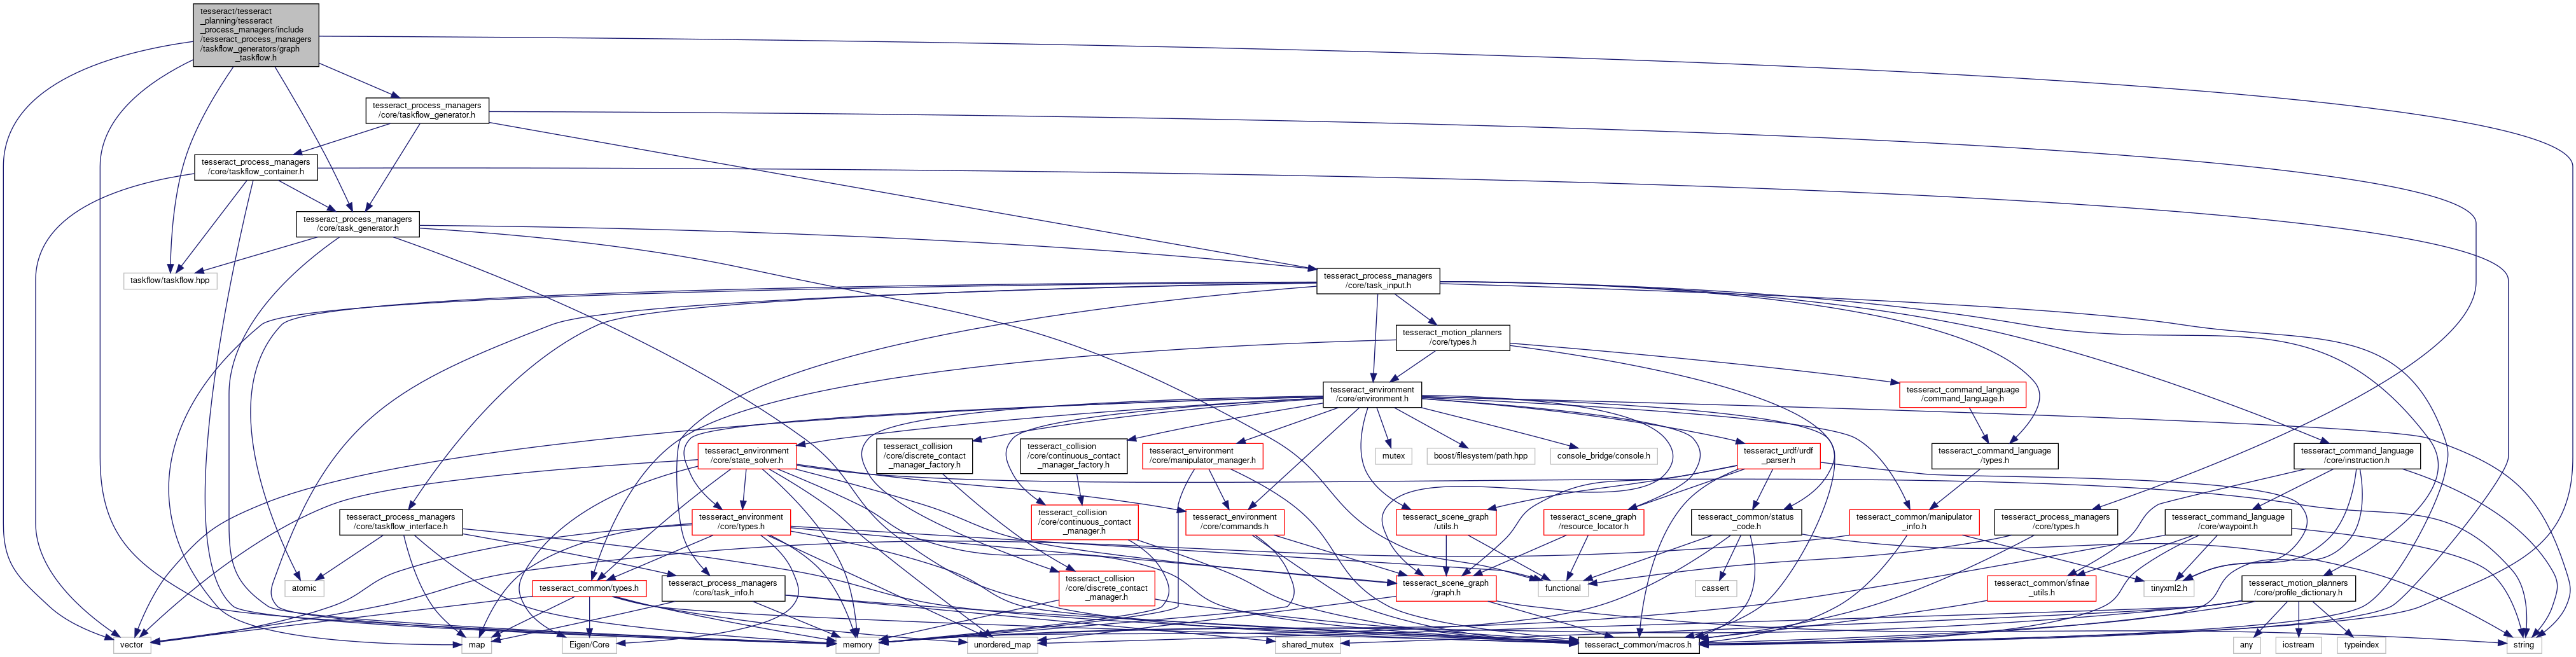 tesseract/tesseract
_planning/tesseract
_process_managers/include
/tesseract_process_managers
/taskflow_generators/graph
_taskflow.h
tesseract_process_managers
/core/taskflow_generator.h
tesseract_process_managers
/core/taskflow_container.h
tesseract_process_managers
/core/task_generator.h
taskflow/taskflow.hpp
tesseract_process_managers
/core/task_input.h
tesseract_motion_planners
/core/types.h
tesseract_environment
/core/environment.h
tesseract_command_language
/command_language.h
tesseract_environment
/core/state_solver.h
tesseract_collision
/core/discrete_contact
_manager_factory.h
tesseract_collision
/core/continuous_contact
_manager_factory.h
tesseract_environment
/core/manipulator_manager.h
mutex
boost/filesystem/path.hpp
console_bridge/console.h
tesseract_urdf/urdf
_parser.h
tesseract_command_language
/types.h
tesseract_command_language
/core/instruction.h
tesseract_process_managers
/core/taskflow_interface.h
tesseract_environment
/core/types.h
tesseract_collision
/core/continuous_contact
_manager.h
tesseract_environment
/core/commands.h
tesseract_scene_graph
/utils.h
tesseract_scene_graph
/resource_locator.h
tesseract_common/status
_code.h
tesseract_common/manipulator
_info.h
tesseract_process_managers
/core/types.h
tesseract_command_language
/core/waypoint.h
atomic
tesseract_common/types.h
tesseract_process_managers
/core/task_info.h
tesseract_collision
/core/discrete_contact
_manager.h
tesseract_scene_graph
/graph.h
functional
cassert
tesseract_common/sfinae
_utils.h
tinyxml2.h
tesseract_motion_planners
/core/profile_dictionary.h
vector
map
Eigen/Core
memory
unordered_map
shared_mutex
tesseract_common/macros.h
any
iostream
typeindex
string